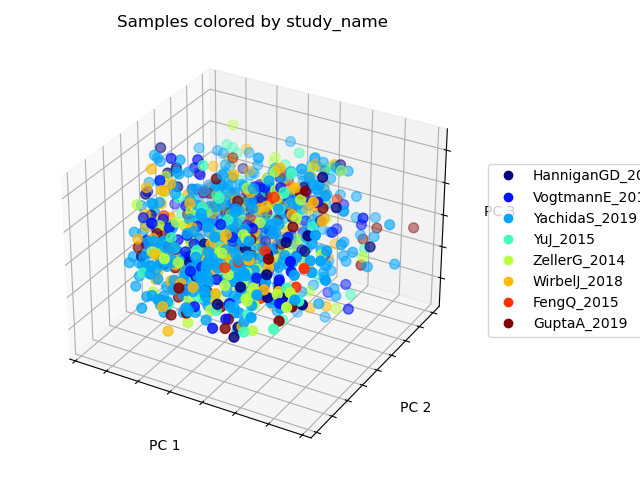 Samples colored by study_name
HanniganGD_20
VogtmannE_201
YachidaS_2019
PC 3
YuJ_2015
ZellerG_2014
WirbelJ_2018
FengQ_2015
GuptaA_2019
PC 2
PC 1